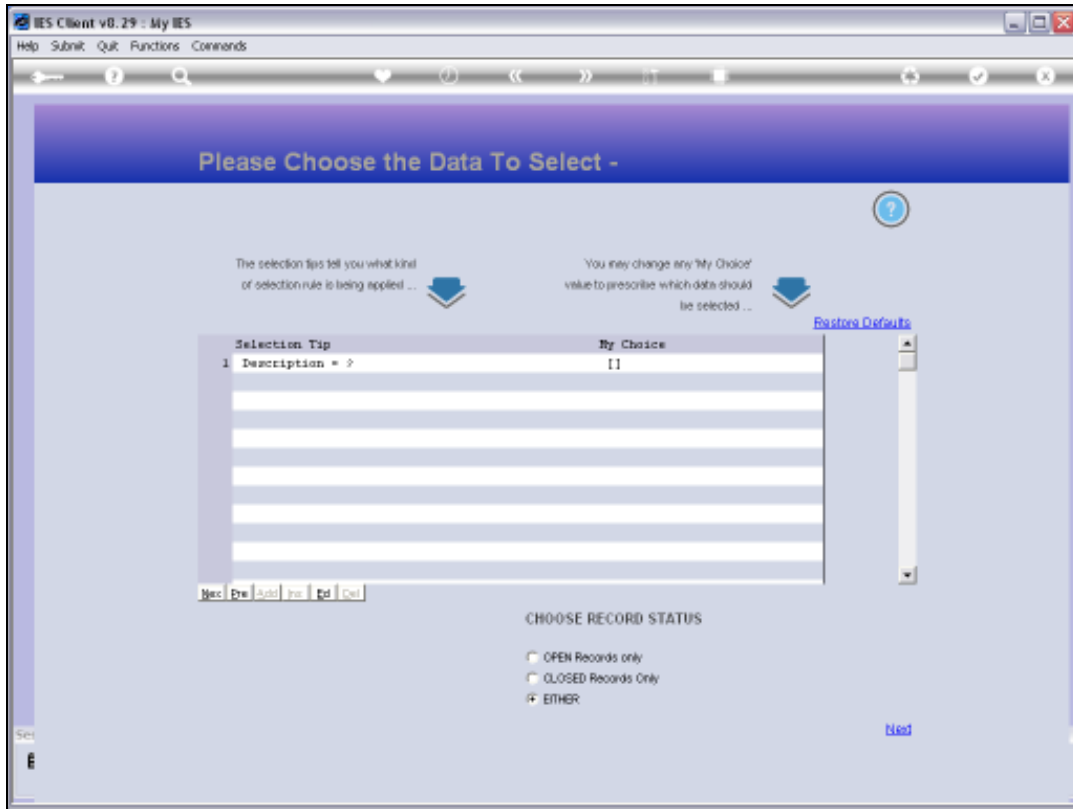 IES Client v8.29 : My IES
Help Submit Quit Functions Commands
Please Choose the Data To Select -
The selection tips tell you what kind
of selection rule is being applied ...
You may change any 'My Choice'
value to prescribe which data should
be selected ...
Restore Defaults
Selection Tip My Choice
1 Description = ? []
Nex Pre Add Ins Ed Del
CHOOSE RECORD STATUS
OPEN Records only
CLOSED Records Only
EITHER
Next